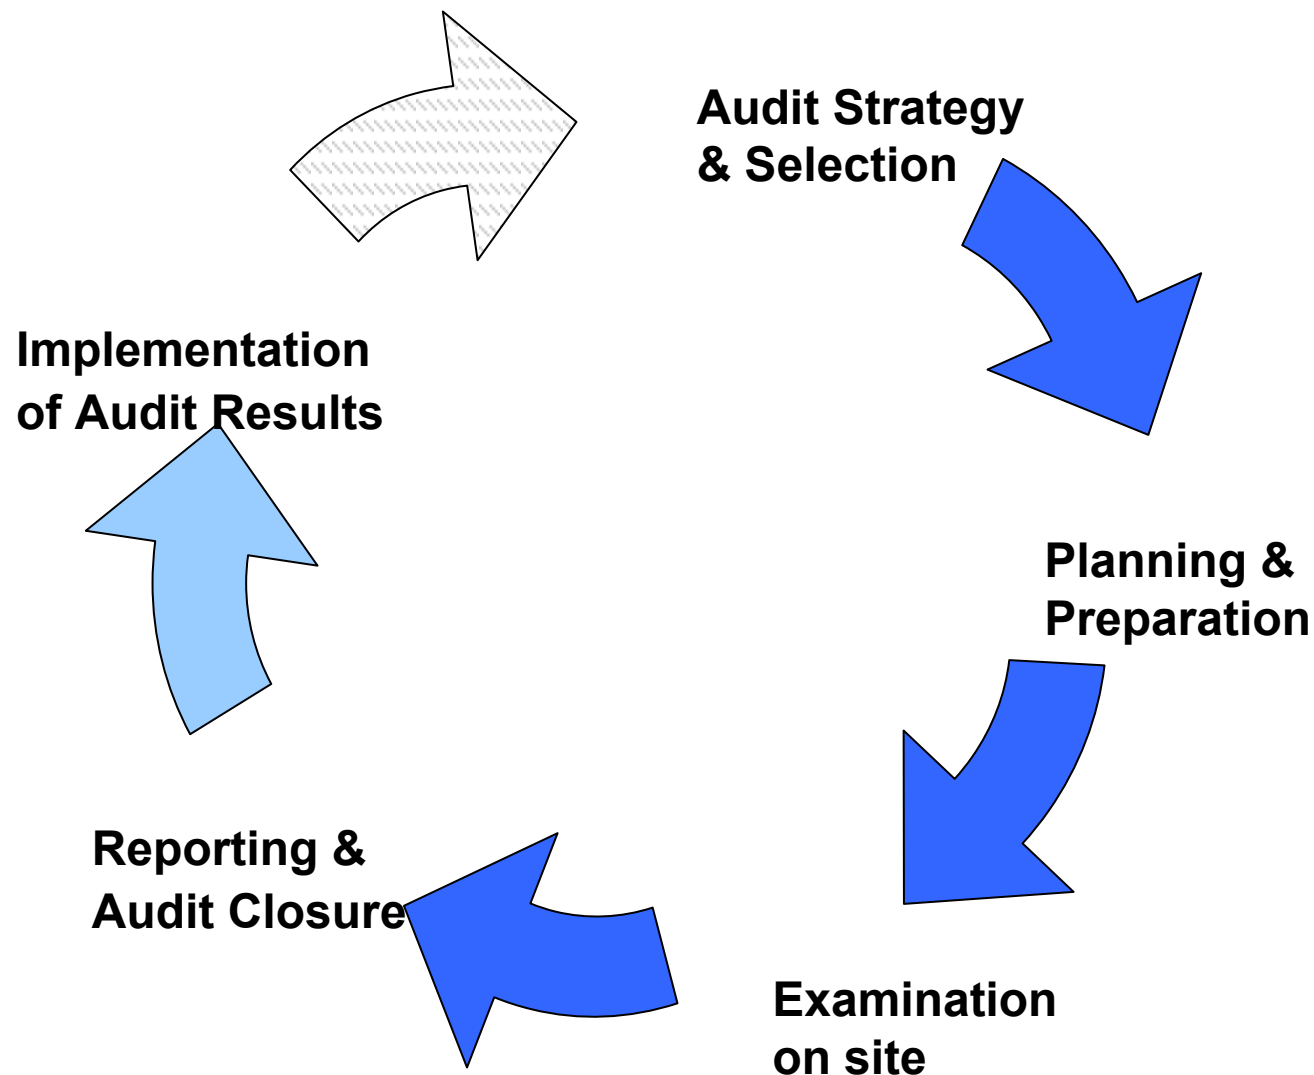 Audit Strategy
& Selection
Planning &
Preparation
Examination
on site
Reporting &
Audit Closure
Implementation
of Audit Results